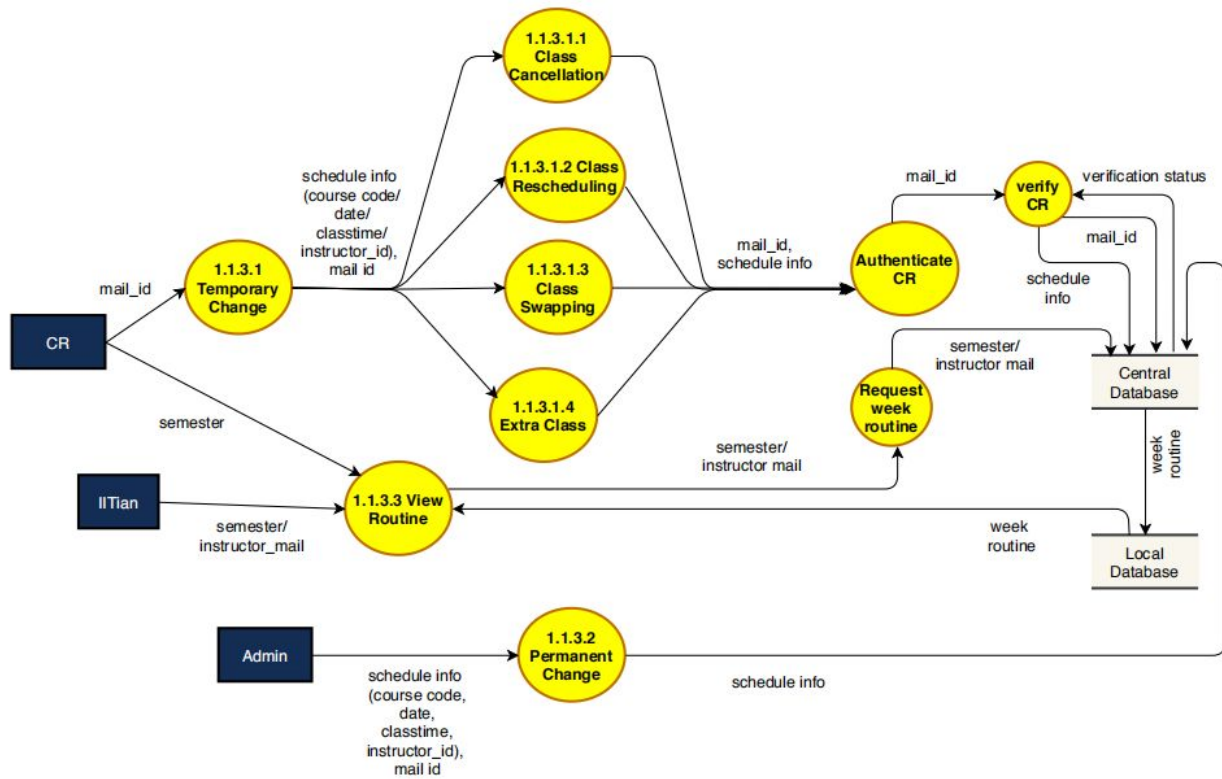 1.1.3.1.1
Class
Cancellation
schedule info
(course code/
date/
classtime/
instructor_id),
mail id
1.1.3.1.2 Class
Rescheduling
mail_id
verify
CR
verification status
mail_id
1.1.3.1
Temporary
Change
mail_id
1.1.3.1.3
Class
Swapping
mail_id,
schedule info
Authenticate
CR
schedule
info
CR
semester/
instructor mail
Central
Database
1.1.3.1.4
Extra Class
Request
week
routine
semester
week
routine
semester/
instructor mail
IITian
1.1.3.3 View
Routine
semester/
instructor_mail
week
routine
Local
Database
Admin
1.1.3.2
Permanent
Change
schedule info
(course code,
date,
classtime,
instructor_id),
mail id
schedule info